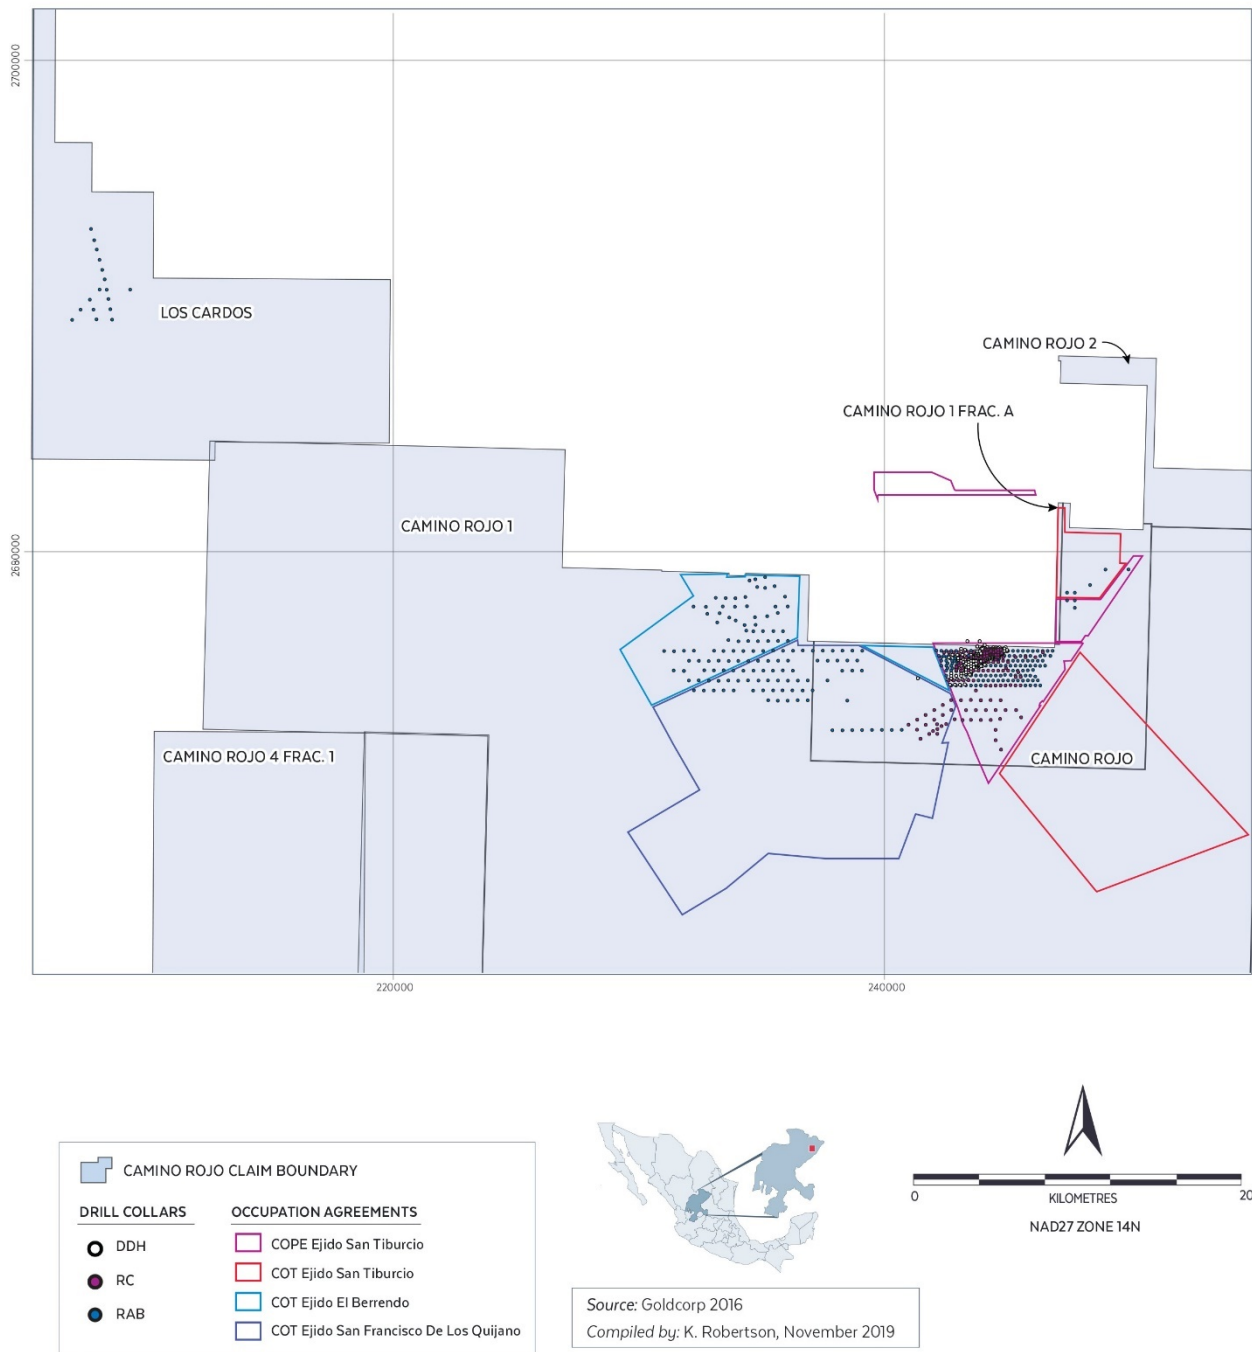 2700000
LOS CARDOS
CAMINO ROJO 2
CAMINO ROJO 1 FRAC. A
CAMINO ROJO 1
2680000
CAMINO ROJO 4 FRAC. 1
CAMINO ROJO
220000
240000
CAMINO ROJO CLAIM BOUNDARY
DRILL COLLARS
DDH
RC
RAB
OCCUPATION AGREEMENTS
COPE Ejido San Tiburcio
COT Ejido San Tiburcio
COT Ejido El Berrendo
COT Ejido San Francisco De Los Quijano
Source: Goldcorp 2016
Compiled by: K. Robertson, November 2019
0
20
KILOMETRES
NAD27 ZONE 14N